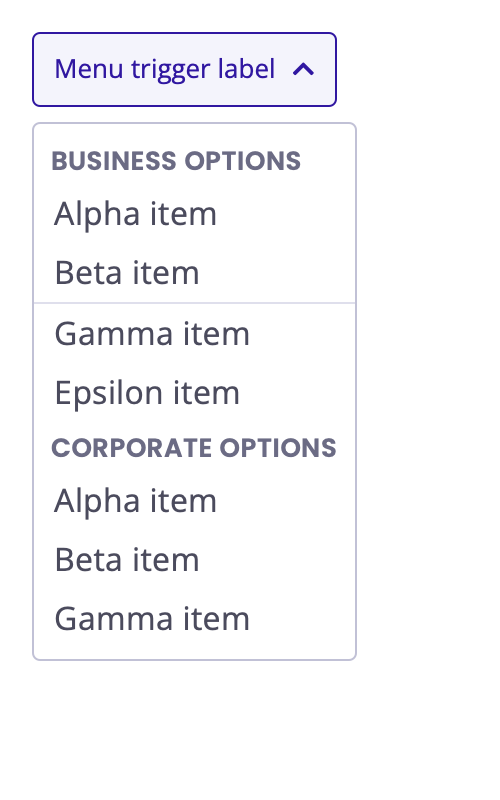 Menu trigger label
BUSINESS OPTIONS
Alpha item
Beta item
Gamma item
Epsilon item
CORPORATE OPTIONS
Alpha item
Beta item
Gamma item